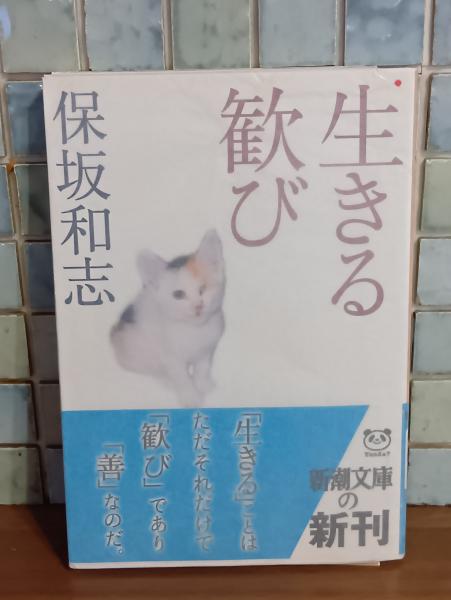 生きる
歓び
保坂和志
「生きる」ことは
ただそれだけで
「歓び」であり
「善」なのだ。
Yonda?
新潮文庫
の
新刊